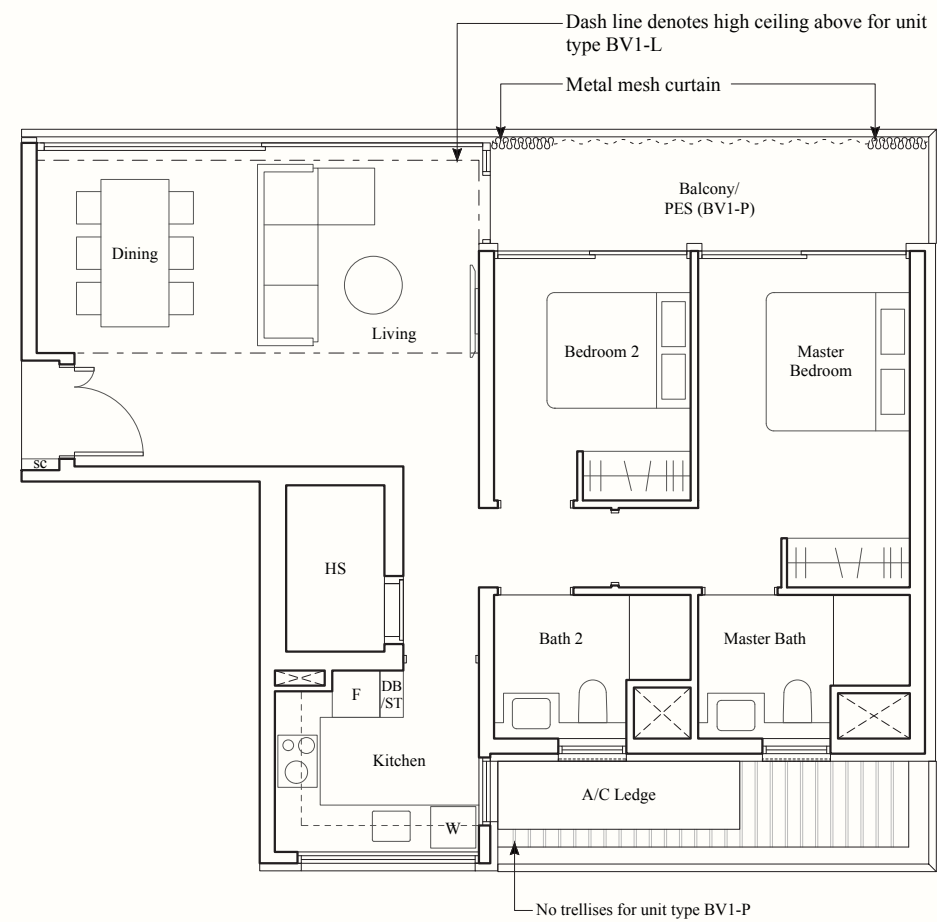 Dash line denotes high ceiling above for unit
type BV1-L
Metal mesh curtain
Balcony/
PES (BV1-P)
Dining
Living
Bedroom 2
Master
Bedroom
sc
HS
Bath 2
Master Bath
F
DB
/ST
Kitchen
A/C Ledge
W
No trellises for unit type BV1-P